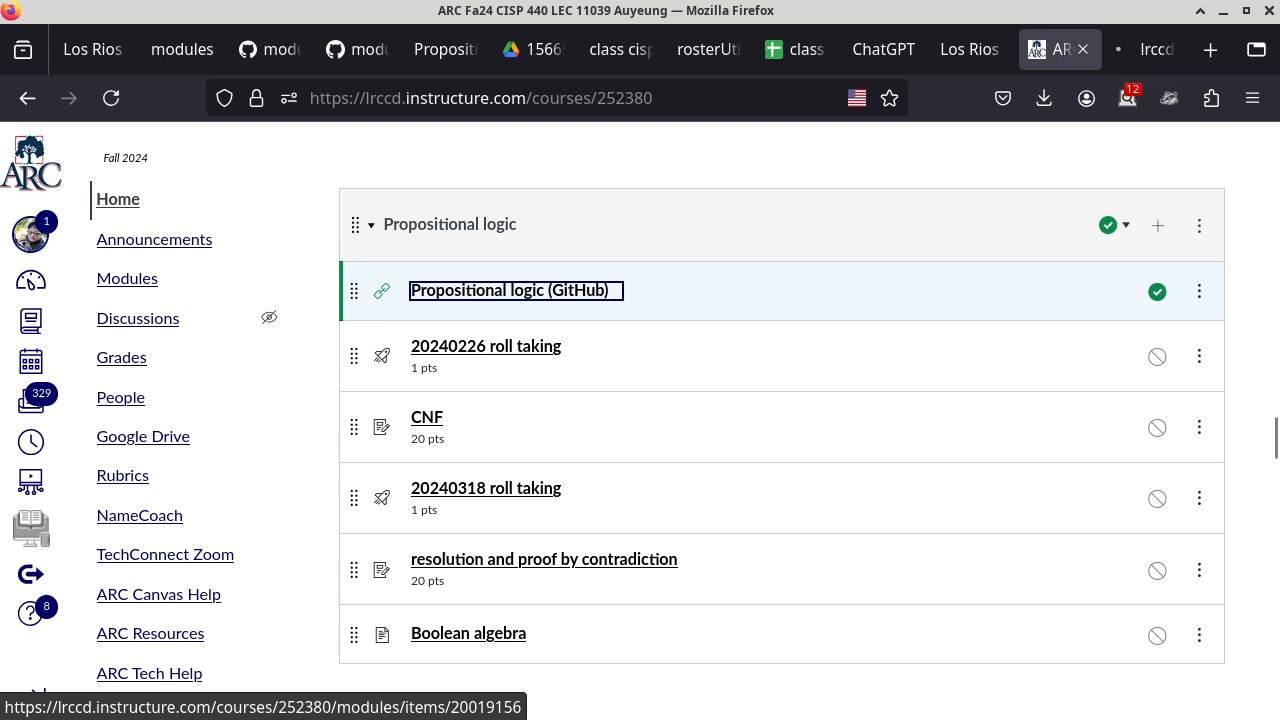 ARC Fa24 CISP 440 LEC 11039 Auyeung — Mozilla Firefox
Los Rios
modules
modu
modu
Propositi
1566
class cisp
rosterUti
class
ChatGPT
Los Rios
AR
lrccd
https://lrccd.instructure.com/courses/252380
12
ARC
Fall 2024
Home
1
Announcements
Modules
Discussions
Grades
People
329
Google Drive
Rubrics
NameCoach
TechConnect Zoom
ARC Canvas Help
8
ARC Resources
ARC Tech Help
Propositional logic
Propositional logic (GitHub)
20240226 roll taking
1 pts
CNF
20 pts
20240318 roll taking
1 pts
resolution and proof by contradiction
20 pts
Boolean algebra
https://lrccd.instructure.com/courses/252380/modules/items/20019156